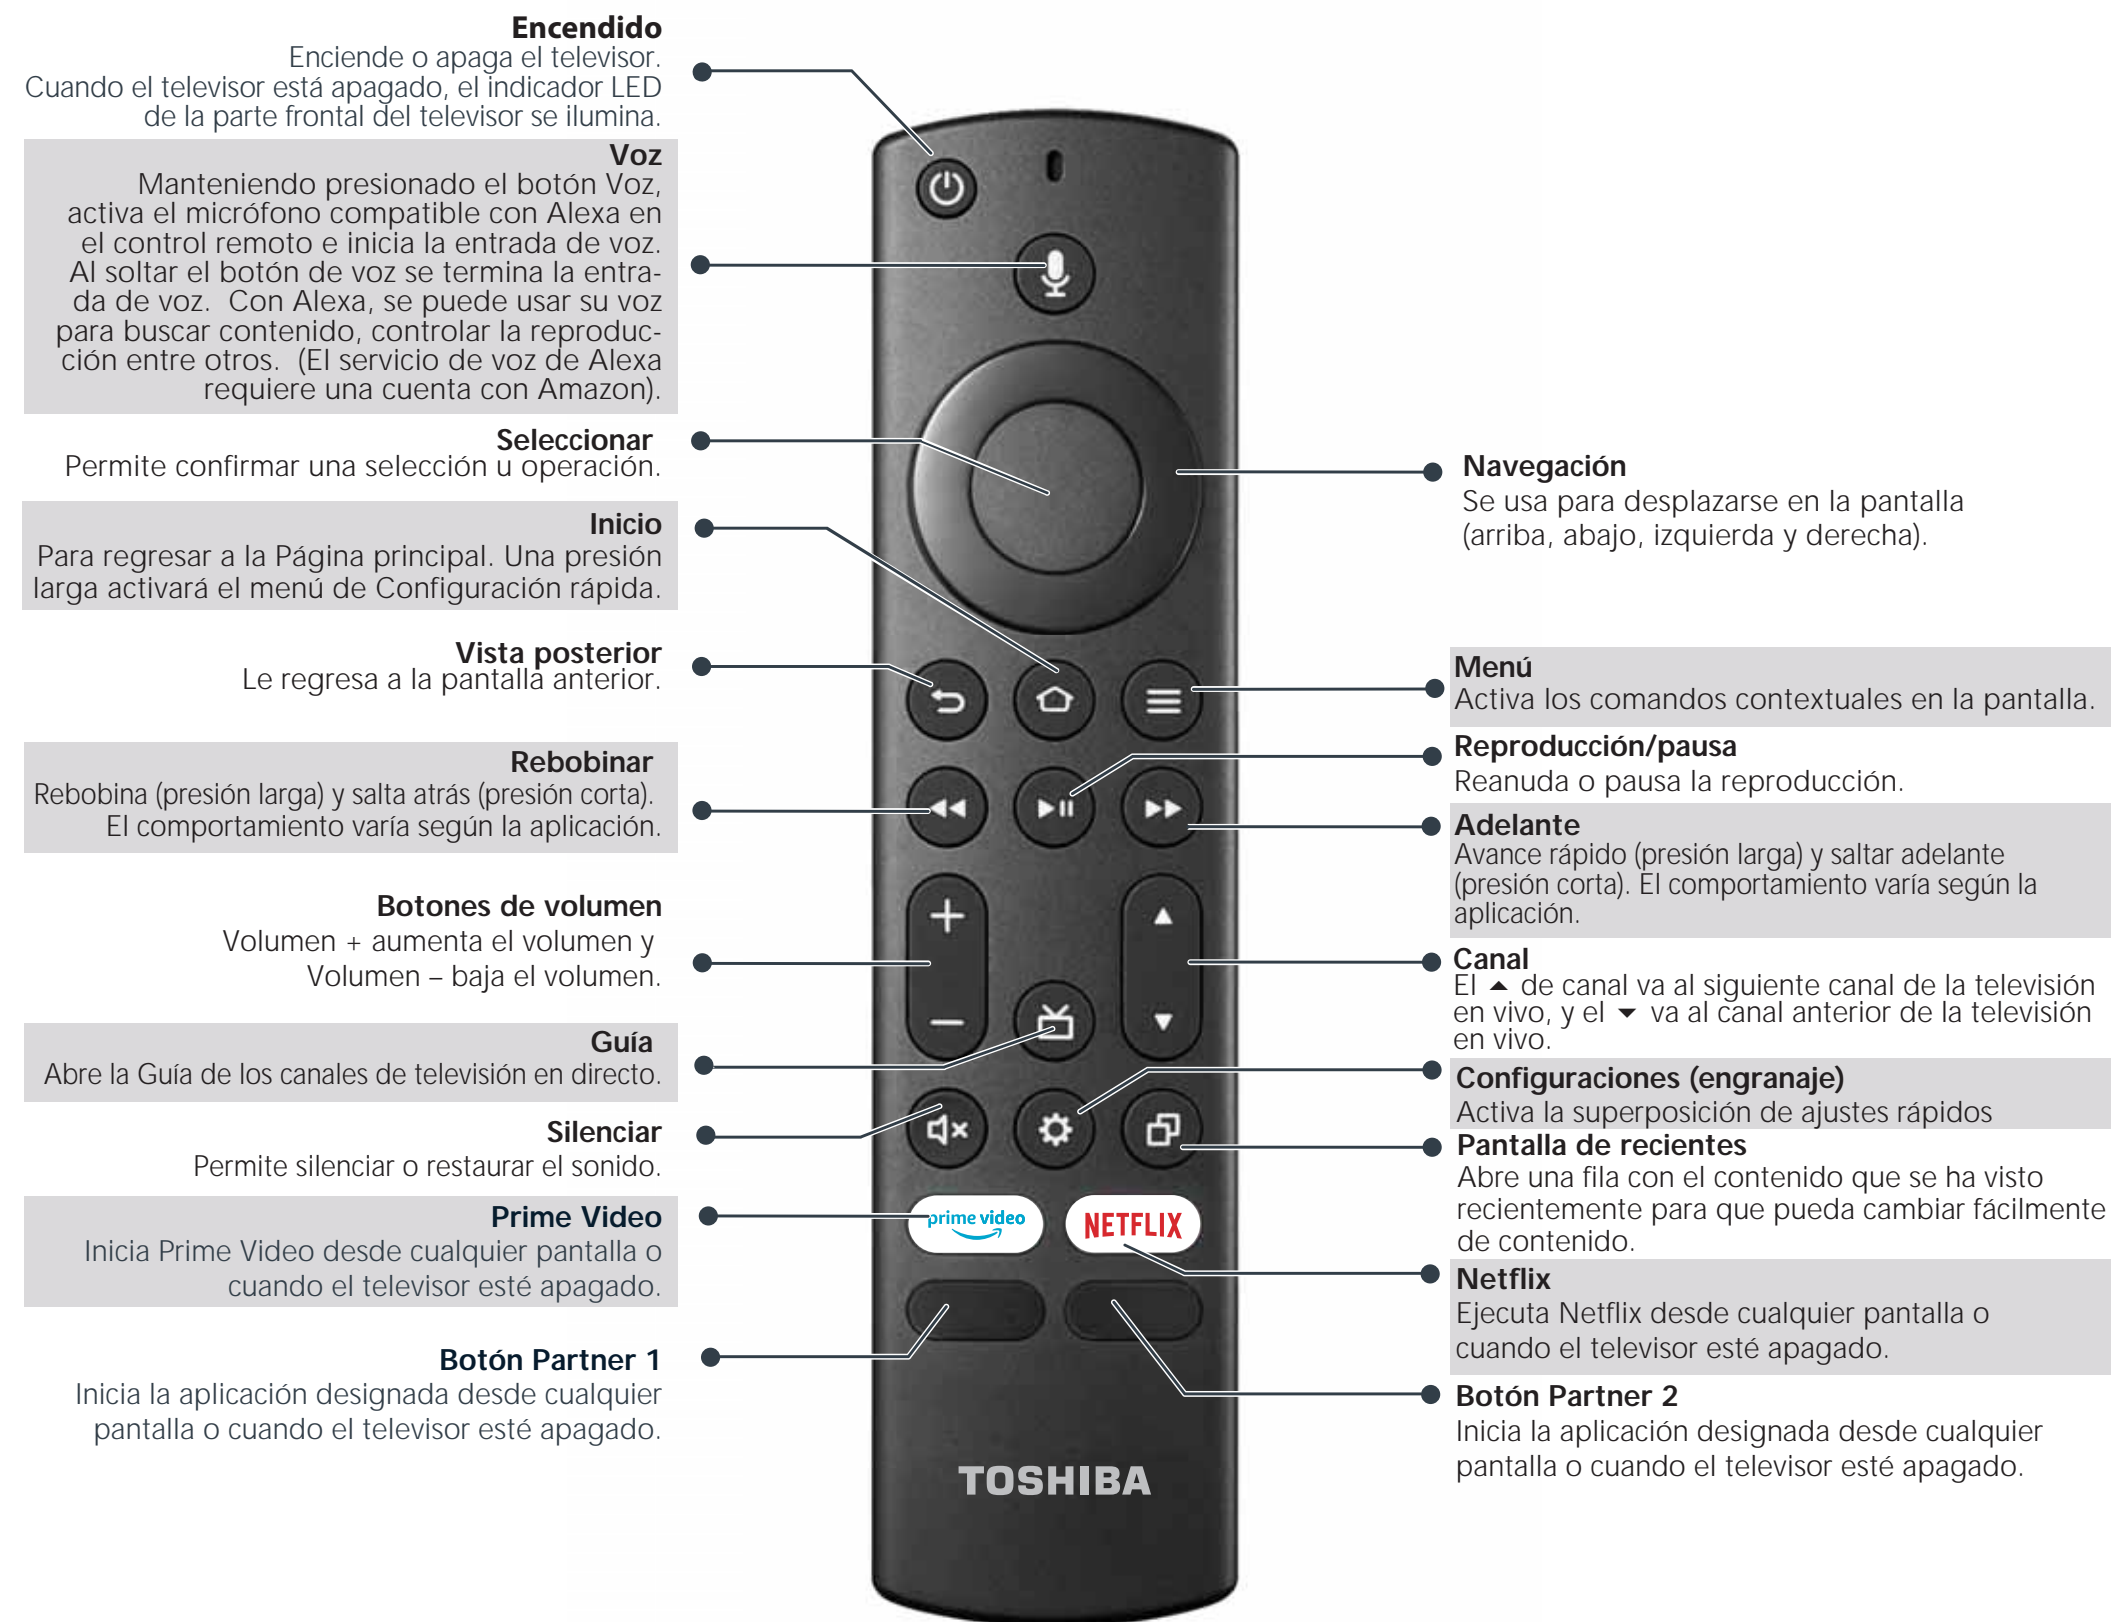 Encendido
Enciende o apaga el televisor.
Cuando el televisor está apagado, el indicador LED
de la parte frontal del televisor se ilumina.
Voz
Manteniendo presionado el botón Voz,
activa el micrófono compatible con Alexa en
el control remoto e inicia la entrada de voz.
Al soltar el botón de voz se termina la entra-
da de voz. Con Alexa, se puede usar su voz
para buscar contenido, controlar la reproduc-
ción entre otros. (El servicio de voz de Alexa
requiere una cuenta con Amazon).
Seleccionar
Permite confirmar una selección u operación.
Inicio
Para regresar a la Página principal. Una presión
larga activará el menú de Configuración rápida.
Vista posterior
Le regresa a la pantalla anterior.
Rebobinar
Rebobina (presión larga) y salta atrás (presión corta).
El comportamiento varía según la aplicación.
Botones de volumen
Volumen + aumenta el volumen y
Volumen – baja el volumen.
Guía
Abre la Guía de los canales de televisión en directo.
Silenciar
Permite silenciar o restaurar el sonido.
Prime Video
Inicia Prime Video desde cualquier pantalla o
cuando el televisor esté apagado.
Botón Partner 1
Inicia la aplicación designada desde cualquier
pantalla o cuando el televisor esté apagado.
prime video
NETFLIX
TOSHIBA
Navegación
Se usa para desplazarse en la pantalla
(arriba, abajo, izquierda y derecha).
Menú
Activa los comandos contextuales en la pantalla.
Reproducción/pausa
Reanuda o pausa la reproducción.
Adelante
Avance rápido (presión larga) y saltar adelante
(presión corta). El comportamiento varía según la
aplicación.
Canal
El ▲ de canal va al siguiente canal de la televisión
en vivo, y el ▼ va al canal anterior de la televisión
en vivo.
Configuraciones (engranaje)
Activa la superposición de ajustes rápidos
Pantalla de recientes
Abre una fila con el contenido que se ha visto
recientemente para que pueda cambiar fácilmente
de contenido.
Netflix
Ejecuta Netflix desde cualquier pantalla o
cuando el televisor esté apagado.
Botón Partner 2
Inicia la aplicación designada desde cualquier
pantalla o cuando el televisor esté apagado.